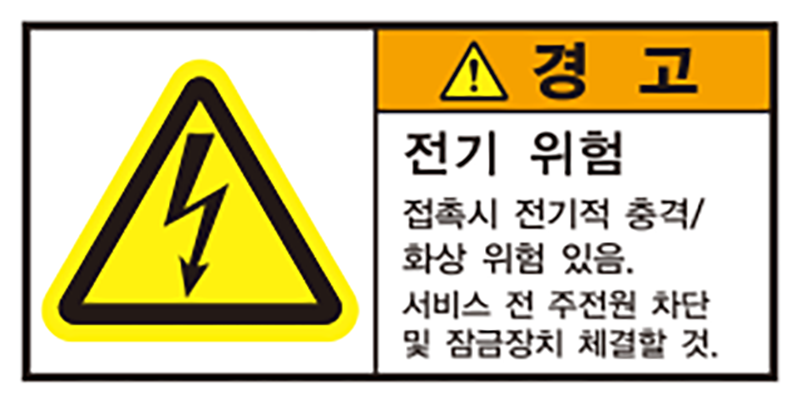 경 고
전기 위험
접촉시 전기적 충격/
화상 위험 있음.
서비스 전 주전원 차단
및 잠금장치 체결할 것.